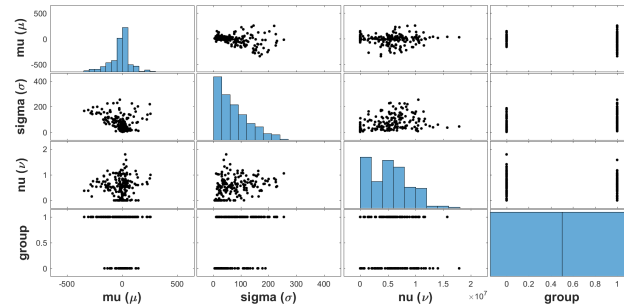 mu (μ)
500
0
-500
sigma (σ)
400
200
0
nu (ν)
2
1
0
group
1
0.5
0
-500 0 500
0 200 400
0 0.5 1 1.5 2
×10⁷
0 0.2 0.4 0.6 0.8 1
mu (μ) sigma (σ) nu (ν) group